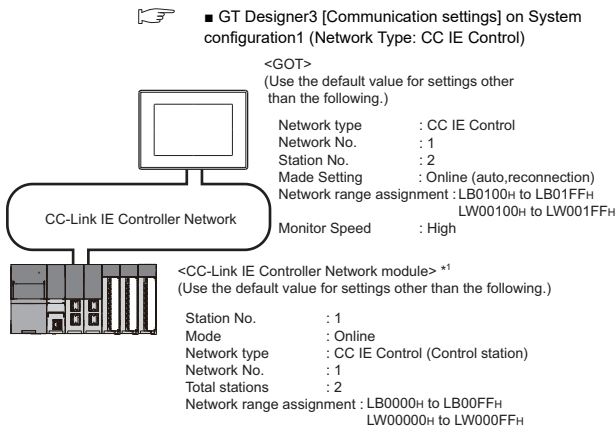 ☞ ■ GT Designer3 [Communication settings] on System
configuration1 (Network Type: CC IE Control)
<GOT>
(Use the default value for settings other
than the following.)
Network type : CC IE Control
Network No. : 1
Station No. : 2
Made Setting : Online (auto,reconnection)
Network range assignment : LB0100H to LB01FFH
LW00100H to LW001FFH
Monitor Speed : High
CC-Link IE Controller Network
<CC-Link IE Controller Network module> *1
(Use the default value for settings other than the following.)
Station No. : 1
Mode : Online
Network type : CC IE Control (Control station)
Network No. : 1
Total stations : 2
Network range assignment : LB0000H to LB00FFH
LW00000H to LW000FFH